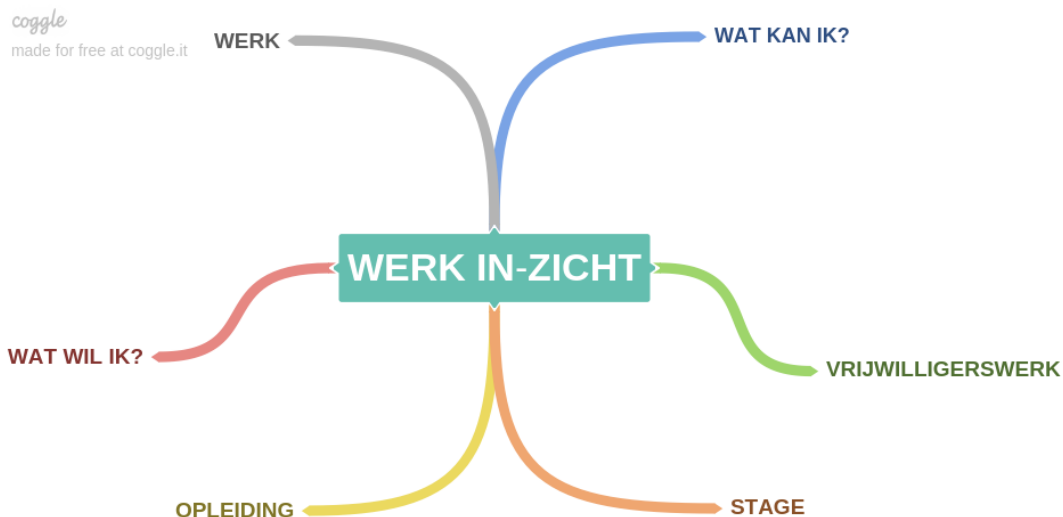 coggle
made for free at coggle.it
WERK
WAT KAN IK?
WERK IN-ZICHT
WAT WIL IK?
VRIJWILLIGERSWERK
OPLEIDING
STAGE